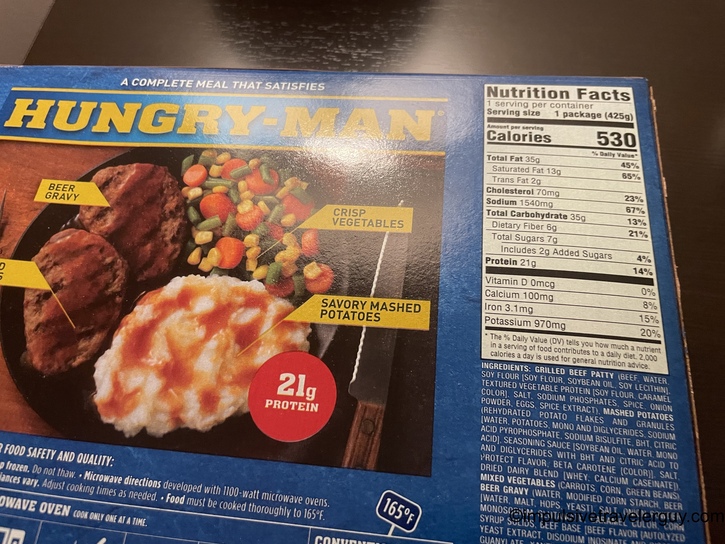 A COMPLETE MEAL THAT SATISFIES
HUNGRY-MAN®
BEER
GRAVY
CRISP
VEGETABLES
SAVORY MASHED
POTATOES
21g
PROTEIN
FOOD SAFETY AND QUALITY:
frozen. Do not thaw. • Microwave directions developed with 1100-watt microwave ovens.
vary. Adjust cooking times as needed. • Food must be cooked thoroughly to 165°F.
OVEN COOK ONLY ONE AT A TIME.
165°F
Nutrition Facts
1 serving per container
Serving size 1 package (425g)
Amount per serving
Calories 530
% Daily Value*
Total Fat 35g 45%
Saturated Fat 13g 65%
Trans Fat 2g
Cholesterol 70mg 23%
Sodium 1540mg 67%
Total Carbohydrate 35g 13%
Dietary Fiber 6g 21%
Total Sugars 7g
Includes 2g Added Sugars 4%
Protein 21g 14%
Vitamin D 0mcg 0%
Calcium 100mg 8%
Iron 3.1mg 15%
Potassium 970mg 20%
* The % Daily Value (DV) tells you how much a nutrient
in a serving of food contributes to a daily diet. 2,000
calories a day is used for general nutrition advice.
INGREDIENTS: GRILLED BEEF PATTY (BEEF, WATER,
SOY FLOUR [SOY FLOUR, SOYBEAN OIL, SOY LECITHIN],
TEXTURED VEGETABLE PROTEIN [SOY FLOUR, CARAMEL
COLOR], SALT, SODIUM PHOSPHATES, SPICE, ONION
POWDER, EGGS, SPICE EXTRACT), MASHED POTATOES
(REHYDRATED POTATO FLAKES AND GRANULES
[WATER, POTATOES, MONO AND DIGLYCERIDES, SODIUM
ACID PYROPHOSPHATE, SODIUM BISULFITE, BHT, CITRIC
ACID], SEASONING SAUCE [SOYBEAN OIL, WATER, MONO
AND DIGLYCERIDES WITH BHT AND CITRIC ACID TO
PROTECT FLAVOR, BETA CAROTENE (COLOR)], SALT,
DRIED DAIRY BLEND [WHEY, CALCIUM CASEINATE]),
MIXED VEGETABLES (CARROTS, CORN, GREEN BEANS),
BEER GRAVY (WATER, MODIFIED CORN STARCH, BEER
[WATER, MALT, HOPS, YEAST],
SYRUP SOLIDS, BEEF BASE [BEEF FLAVOR (AUTOLYZED
YEAST EXTRACT, DISODIUM INOSINATE
©impulsivetravelerguy.com